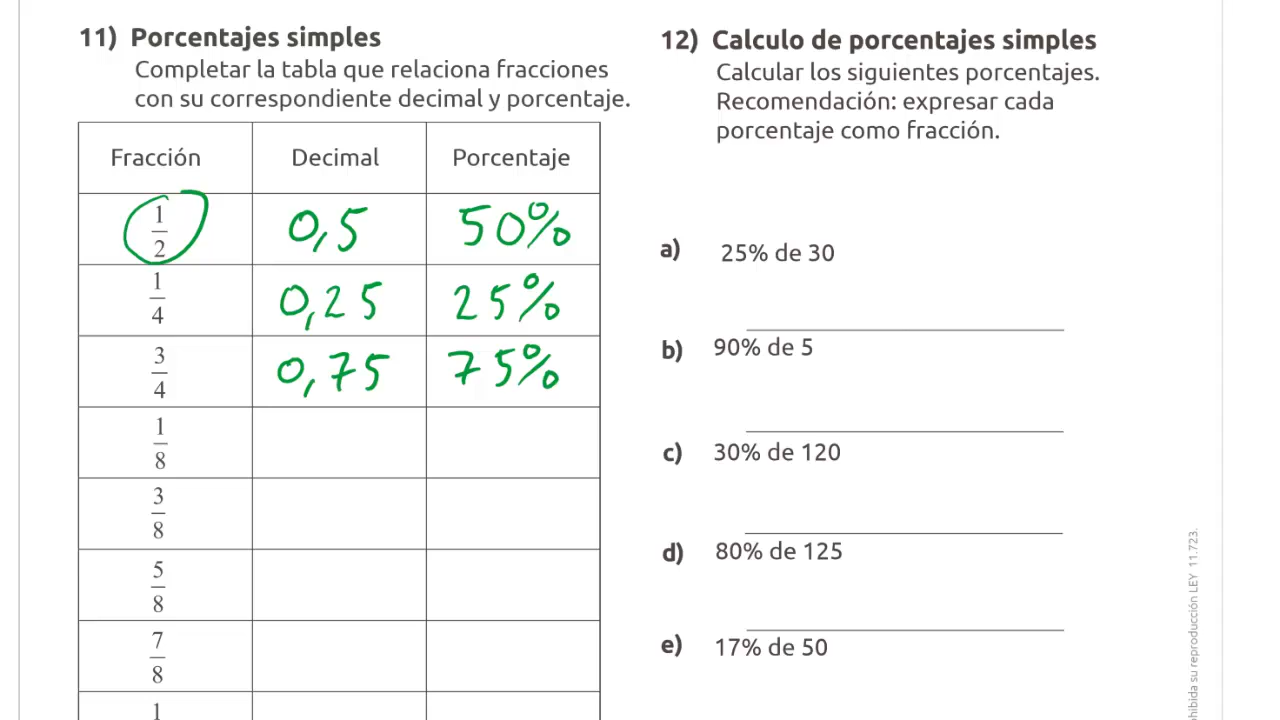 11) Porcentajes simples
Completar la tabla que relaciona fracciones
con su correspondiente decimal y porcentaje.
Fracción Decimal Porcentaje
1/2 0,5 50%
1/4 0,25 25%
3/4 0,75 75%
1/8
3/8
5/8
7/8
1
12) Calculo de porcentajes simples
Calcular los siguientes porcentajes.
Recomendación: expresar cada
porcentaje como fracción.
a) 25% de 30
b) 90% de 5
c) 30% de 120
d) 80% de 125
e) 17% de 50
su reproducción LEY 11.723.